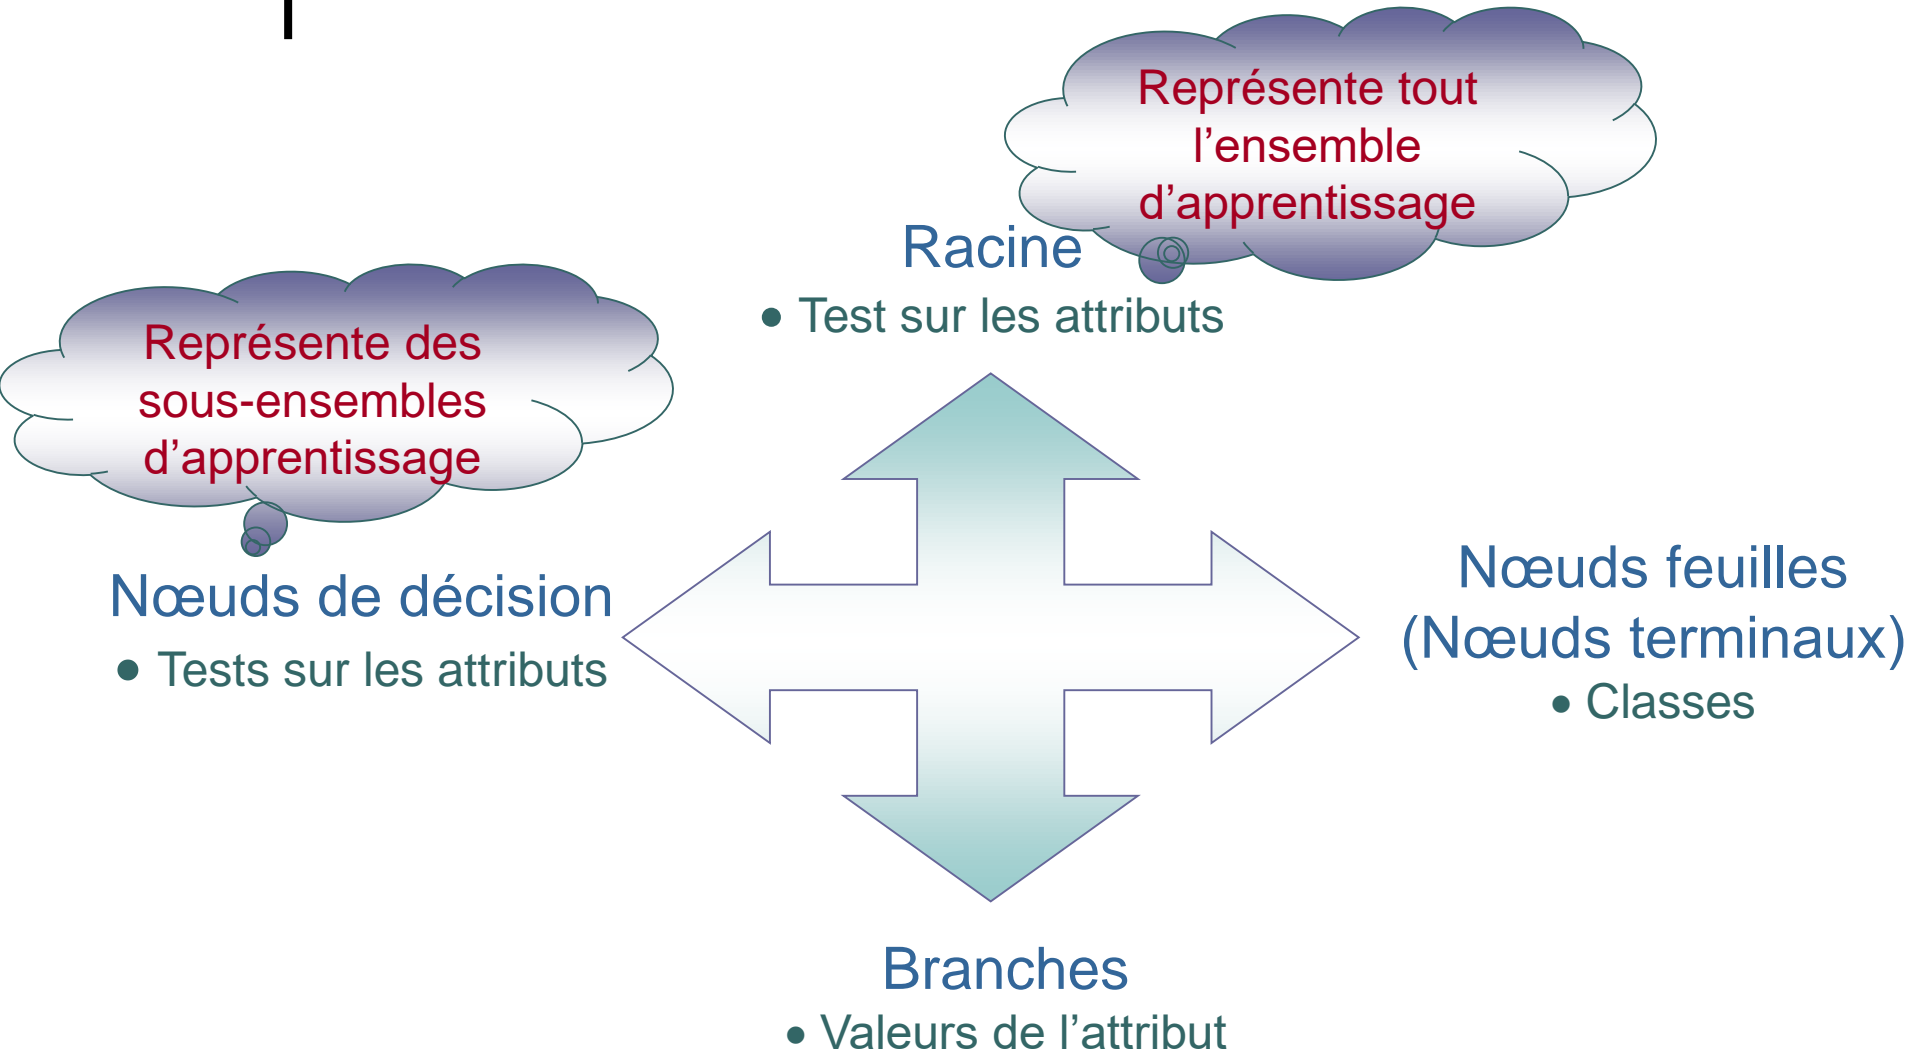 Représente tout
l’ensemble
d’apprentissage
Racine
• Test sur les attributs
Représente des
sous-ensembles
d’apprentissage
Nœuds de décision
• Tests sur les attributs
Nœuds feuilles
(Nœuds terminaux)
• Classes
Branches
• Valeurs de l’attribut